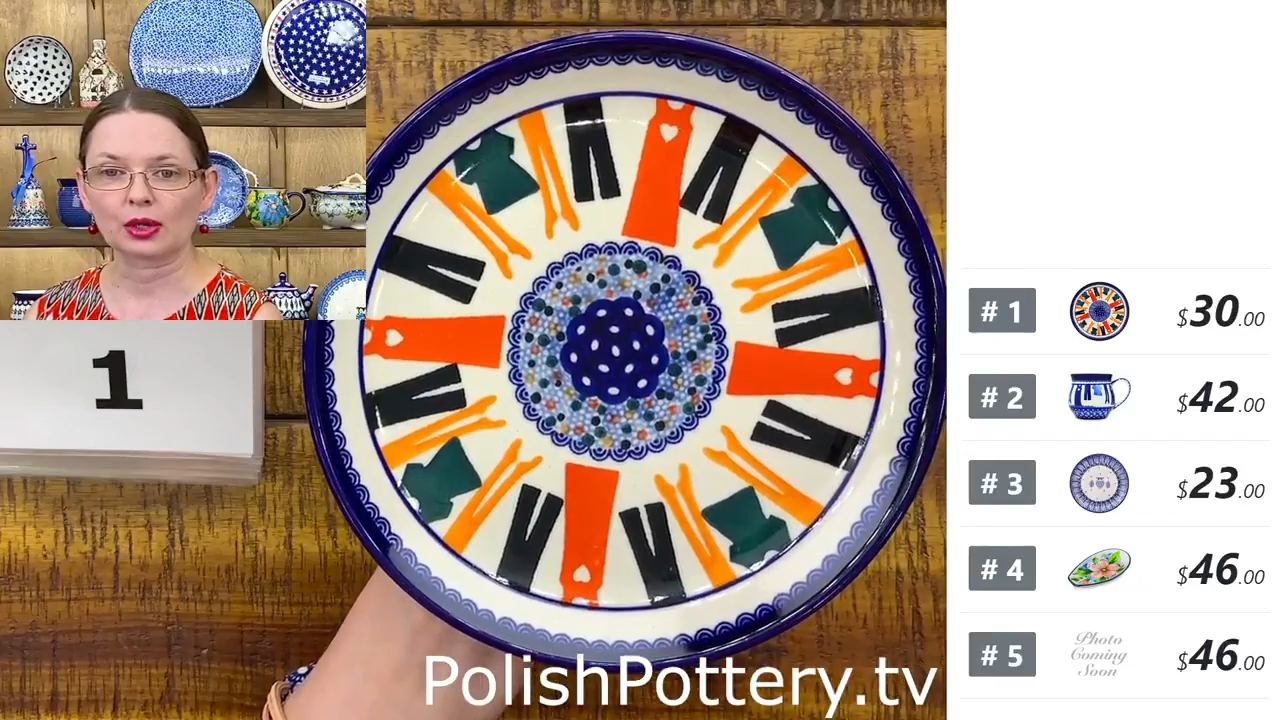 1
PolishPottery.tv
# 1 $30.00
# 2 $42.00
# 3 $23.00
# 4 $46.00
# 5 Photo Coming Soon $46.00